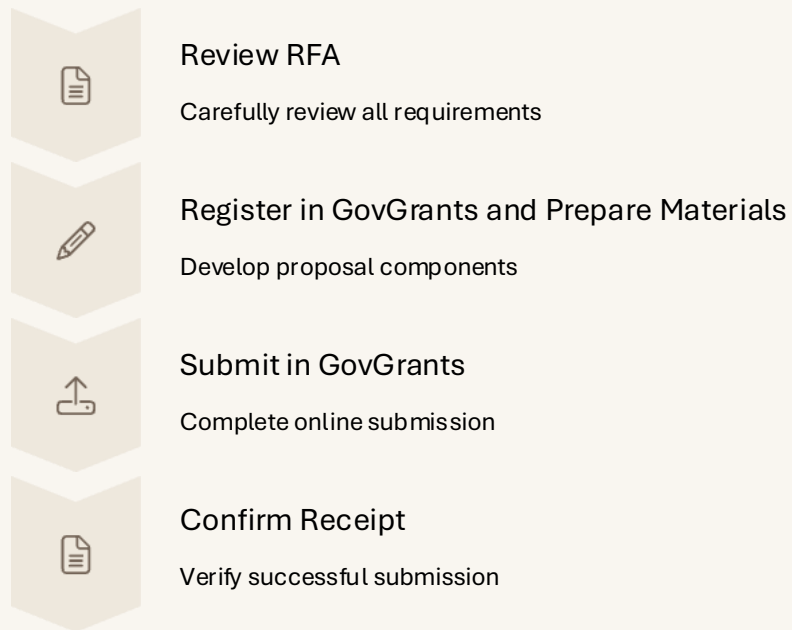 Review RFA
Carefully review all requirements
Register in GovGrants and Prepare Materials
Develop proposal components
Submit in GovGrants
Complete online submission
Confirm Receipt
Verify successful submission